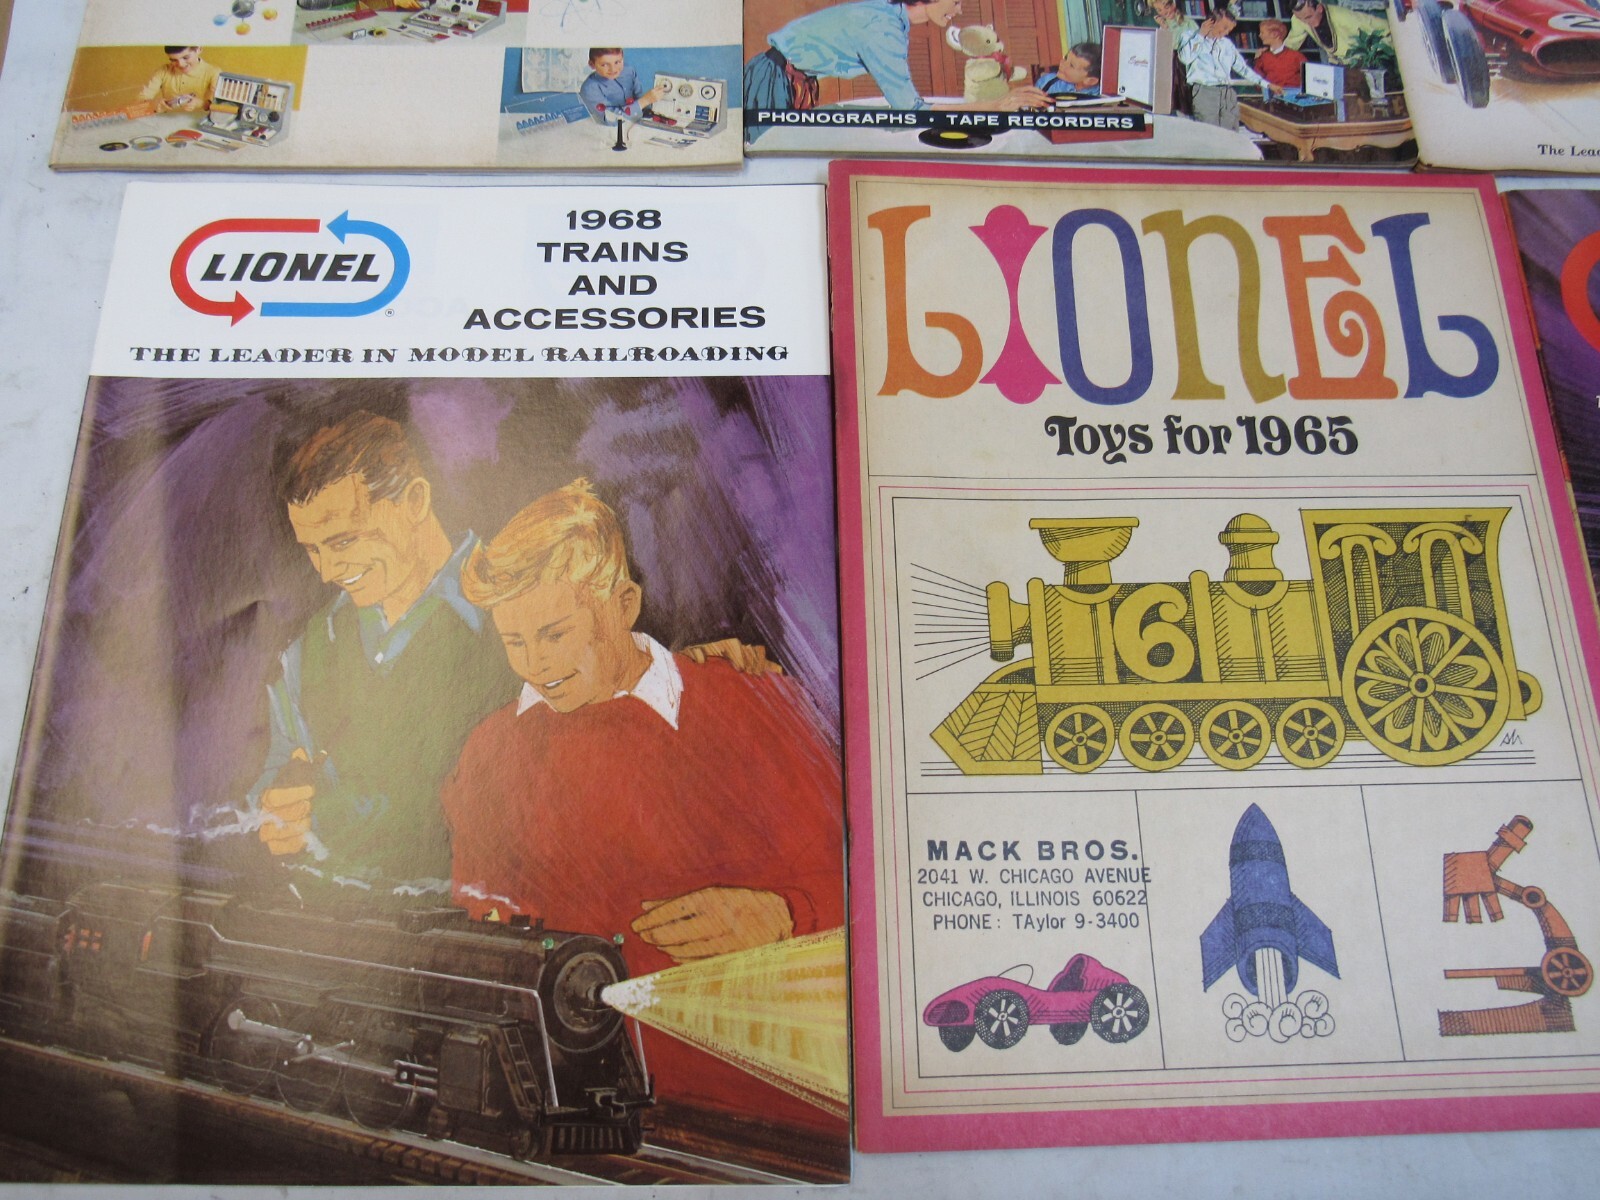 PHONOGRAPHS • TAPE RECORDERS
The Lea
LIONEL
®
1968
TRAINS
AND
ACCESSORIES
THE LEADER IN MODEL RAILROADING
LIONEL
Toys for 1965
6
MACK BROS.
2041 W. CHICAGO AVENUE
CHICAGO, ILLINOIS 60622
PHONE: TAylor 9-3400